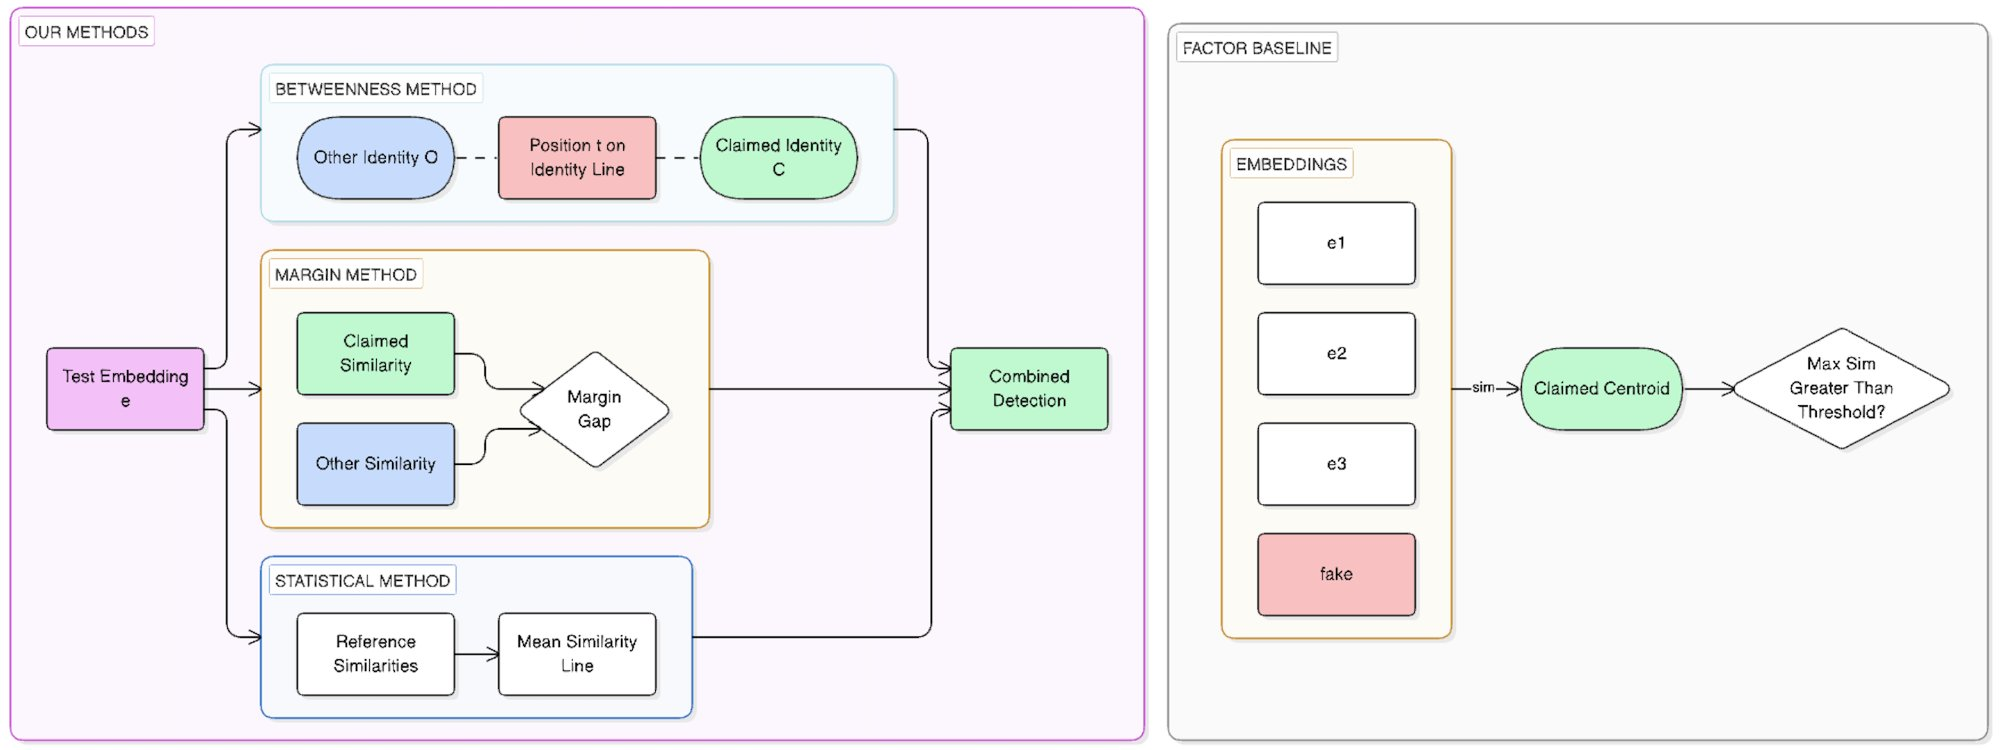 OUR METHODS
BETWEENNESS METHOD
Other Identity O
Position t on
Identity Line
Claimed Identity
C
MARGIN METHOD
Claimed
Similarity
Other Similarity
Margin
Gap
Test Embedding
e
STATISTICAL METHOD
Reference
Similarities
Mean Similarity
Line
Combined
Detection
FACTOR BASELINE
EMBEDDINGS
e1
e2
e3
fake
sim
Claimed Centroid
Max Sim
Greater Than
Threshold?